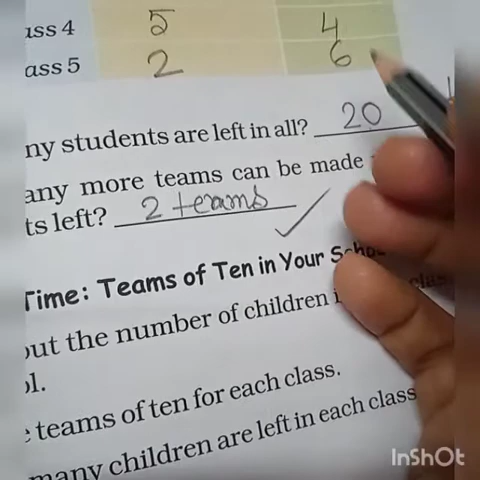 ass 4 5 4
ass 5 2 6
ny students are left in all? 20
any more teams can be made
ts left? 2 teams
Time: Teams of Ten in Your
out the number of children
ol.
teams of ten for each class.
many children are left in each class
InShOt